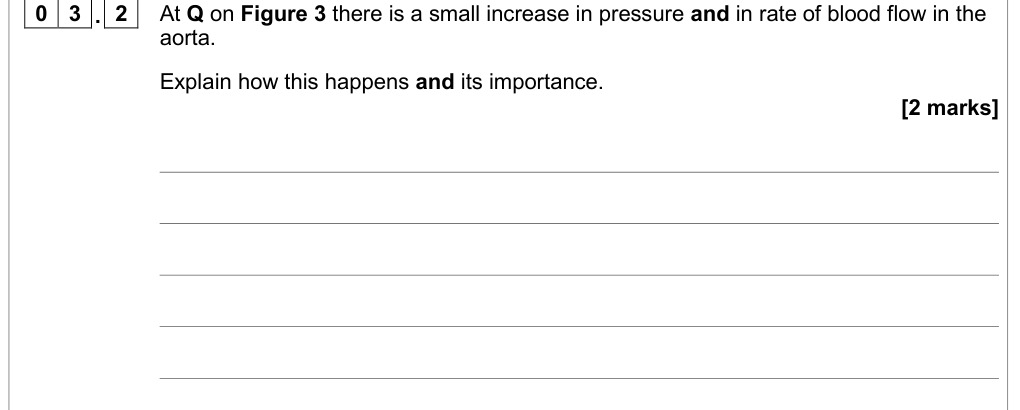 0 3 . 2 At Q on Figure 3 there is a small increase in pressure and in rate of blood flow in the
aorta.
Explain how this happens and its importance.
[2 marks]